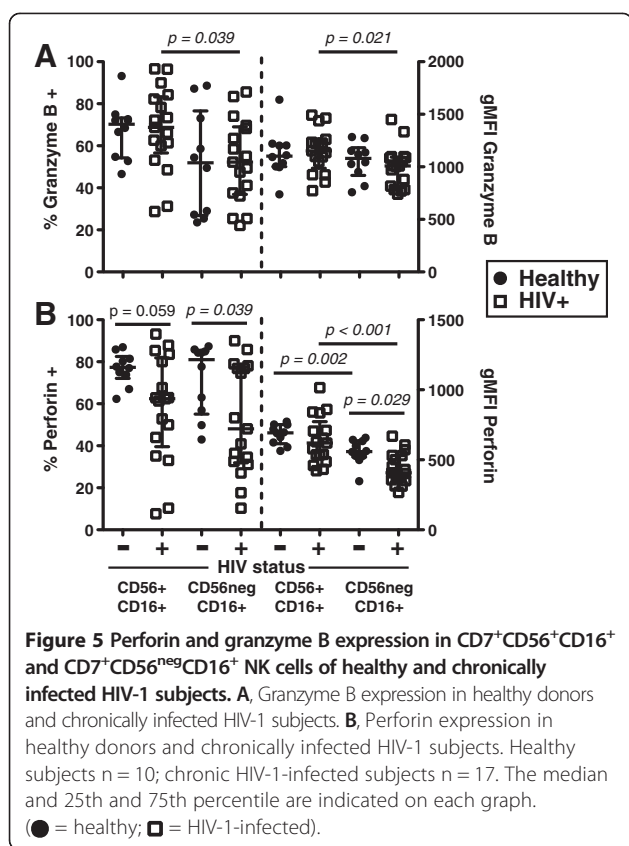 A
p = 0.039
p = 0.021
% Granzyme B +
100
80
60
40
20
0
2000
1500
1000
500
0
gMFI Granzyme B
● Healthy
□ HIV+
B
p = 0.059
p = 0.039
p < 0.001
p = 0.002
p = 0.029
% Perforin +
100
80
60
40
20
0
1500
1000
500
0
gMFI Perforin
− + − + − + − +
HIV status
CD56+ CD56neg CD56+ CD56neg
CD16+ CD16+ CD16+ CD16+
Figure 5 Perforin and granzyme B expression in CD7⁺CD56⁺CD16⁺
and CD7⁺CD56ⁿᵉᵍCD16⁺ NK cells of healthy and chronically
infected HIV-1 subjects. A, Granzyme B expression in healthy donors
and chronically infected HIV-1 subjects. B, Perforin expression in
healthy donors and chronically infected HIV-1 subjects. Healthy
subjects n = 10; chronic HIV-1-infected subjects n = 17. The median
and 25th and 75th percentile are indicated on each graph.
(● = healthy; □ = HIV-1-infected).